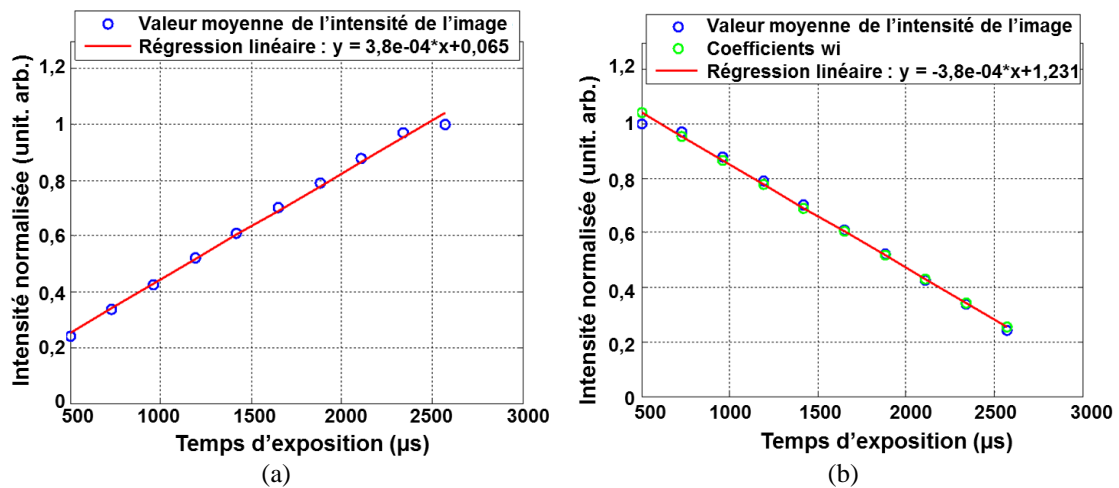 Valeur moyenne de l'intensité de l'image
Régression linéaire : y = 3,8e-04*x+0,065
Intensité normalisée (unit. arb.)
1,2
1
0,8
0,6
0,4
0,2
0
500 1000 1500 2000 2500 3000
Temps d'exposition (µs)
(a)
Valeur moyenne de l'intensité de l'image
Coefficients wi
Régression linéaire : y = -3,8e-04*x+1,231
Intensité normalisée (unit. arb.)
1,2
1
0,8
0,6
0,4
0,2
0
500 1000 1500 2000 2500 3000
Temps d'exposition (µs)
(b)